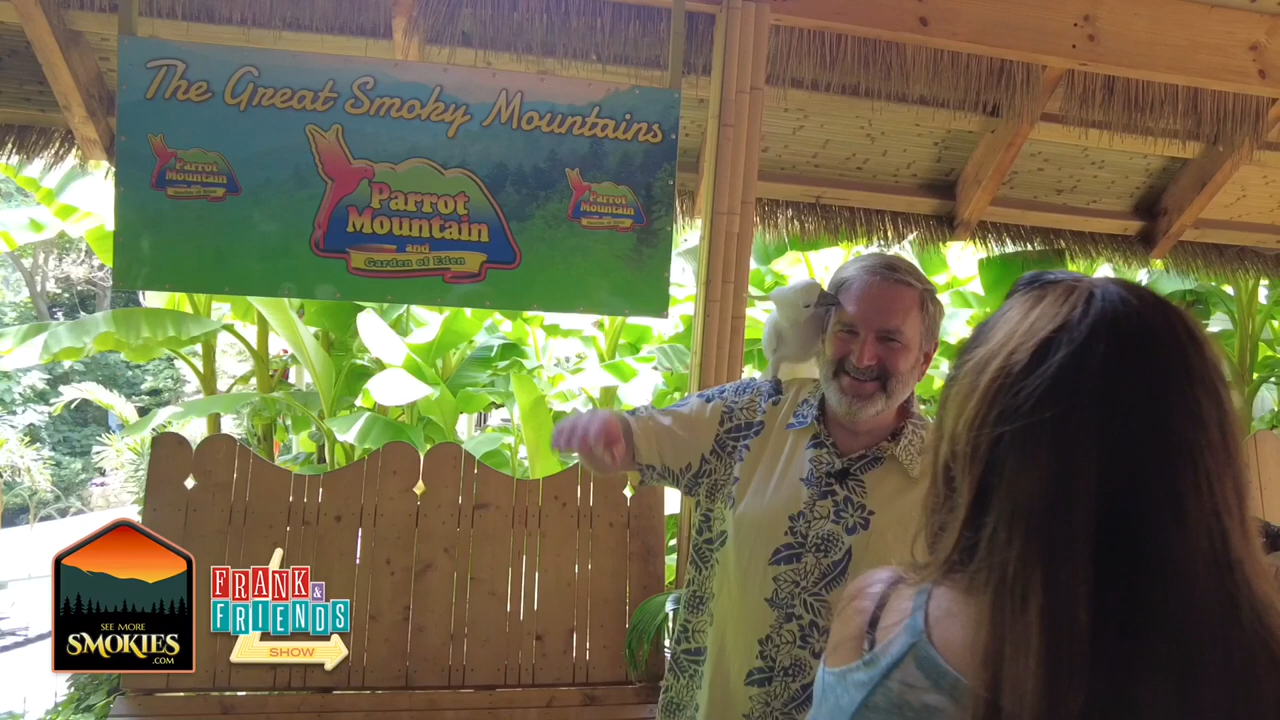 The Great Smoky Mountains
Parrot
Mountain
Parrot
Mountain
and
Garden of Eden
Parrot
Mountain
SEE MORE
SMOKIES
.COM
FRANK &
FRIENDS
SHOW